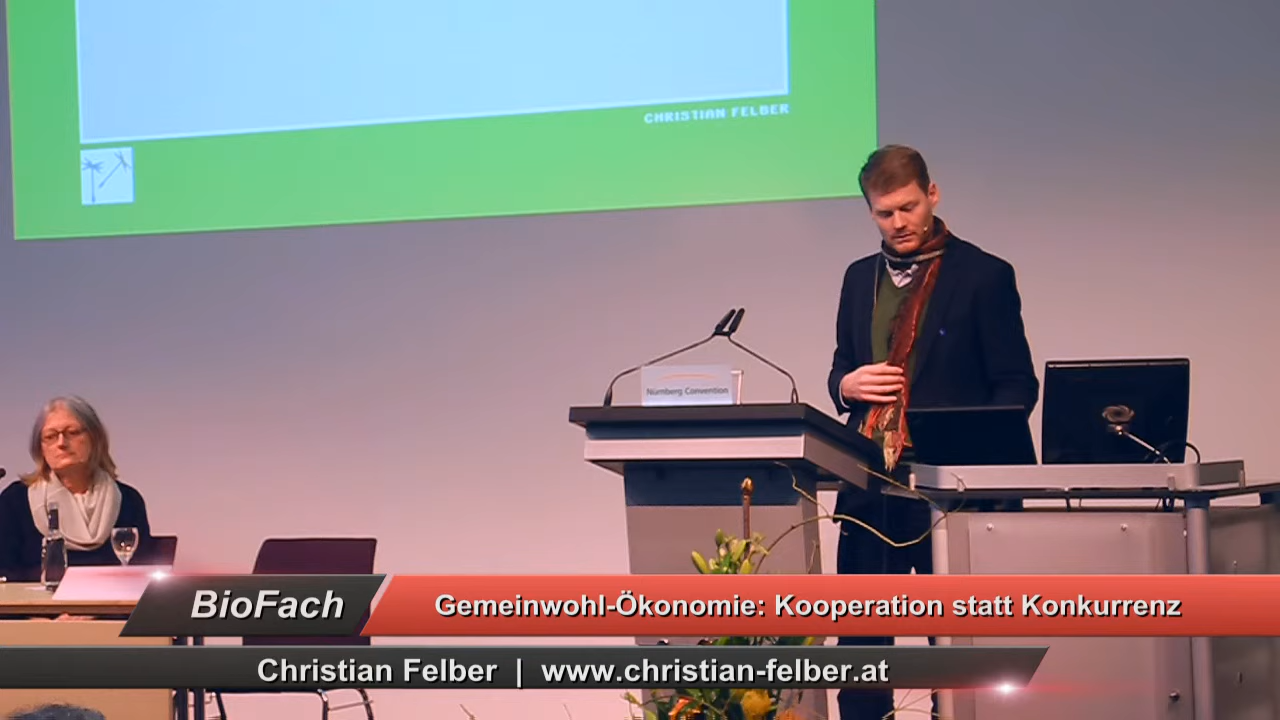 CHRISTIAN FELBER
Nürnberg Convention
BioFach
Gemeinwohl-Ökonomie: Kooperation statt Konkurrenz
Christian Felber | www.christian-felber.at